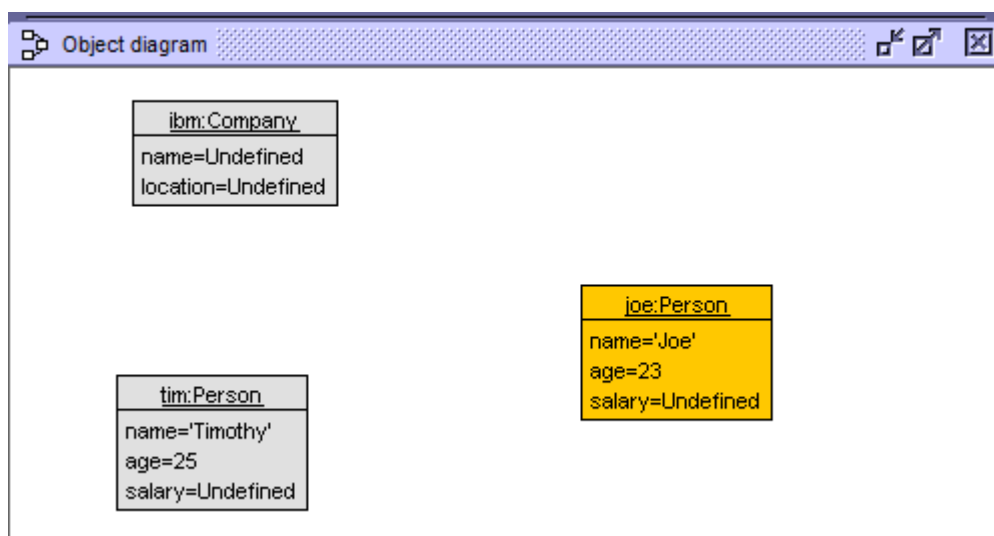 Object diagram
ibm:Company
name=Undefined
location=Undefined
joe:Person
name='Joe'
age=23
salary=Undefined
tim:Person
name='Timothy'
age=25
salary=Undefined